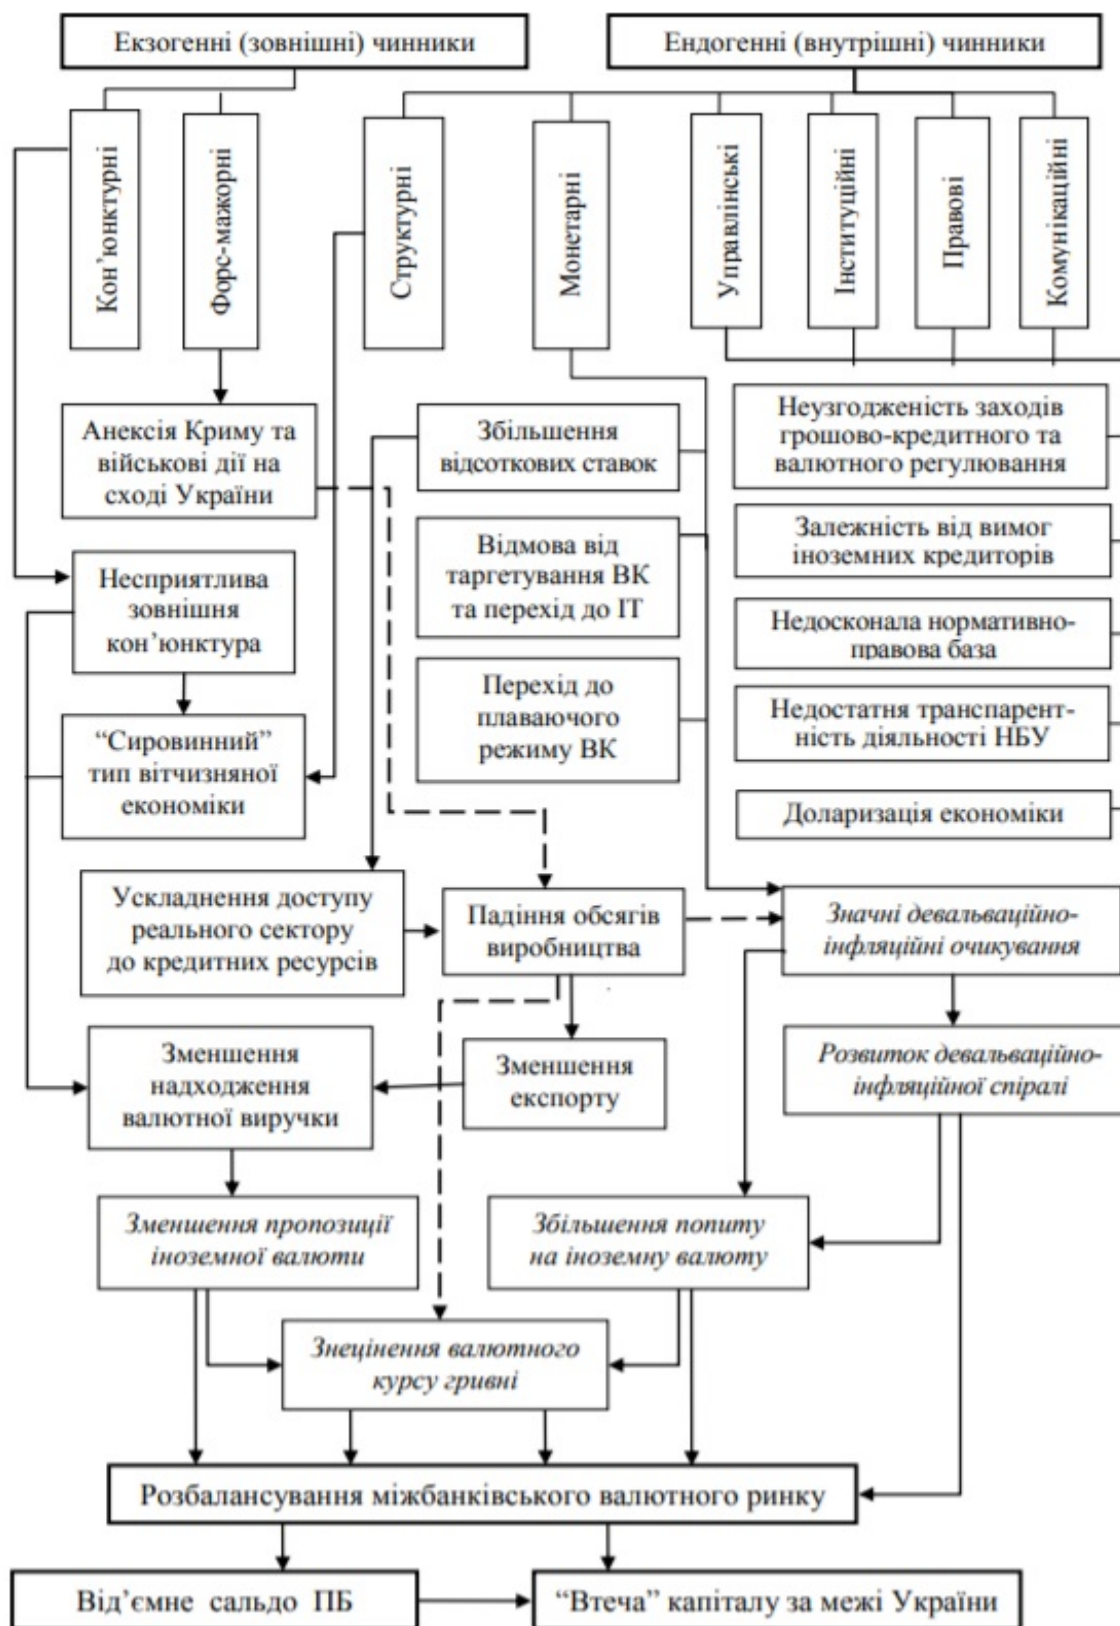 Екзогенні (зовнішні) чинники
Ендогенні (внутрішні) чинники
Кон’юнктурні
Форс-мажорні
Структурні
Монетарні
Управлінські
Інституційні
Правові
Комунікаційні
Анексія Криму та
військові дії на
сході України
Збільшення
відсоткових ставок
Неузгодженість заходів
грошово-кредитного та
валютного регулювання
Відмова від
таргетування ВК
та перехід до ІТ
Залежність від вимог
іноземних кредиторів
Несприятлива
зовнішня
кон’юнктура
Недосконала нормативно-
правова база
Перехід до
плаваючого
режиму ВК
Недостатня транспарент-
ність діяльності НБУ
“Сировинний”
тип вітчизняної
економіки
Доларизація економіки
Ускладнення доступу
реального сектору
до кредитних ресурсів
Падіння обсягів
виробництва
Значні девальваційно-
інфляційні очикування
Зменшення
надходження
валютної виручки
Зменшення
експорту
Розвиток девальваційно-
інфляційної спіралі
Зменшення пропозиції
іноземної валюти
Збільшення попиту
на іноземну валюту
Знецінення валютного
курсу гривні
Розбалансування міжбанківського валютного ринку
Від’ємне сальдо ПБ
“Втеча” капіталу за межі України